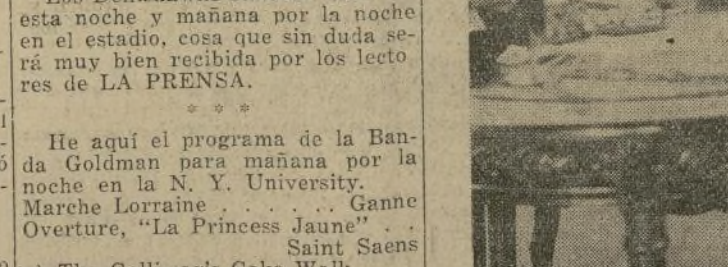 esta noche y mañana por la noche
en el estadio, cosa que sin duda se-
rá muy bien recibida por los lecto
res de LA PRENSA.
* * *
He aquí el programa de la Ban-
da Goldman para mañana por la
noche en la N. Y. University.
Marche Lorraine . . . . . . Ganne
Overture, "La Princess Jaune" . .
Saint Saens